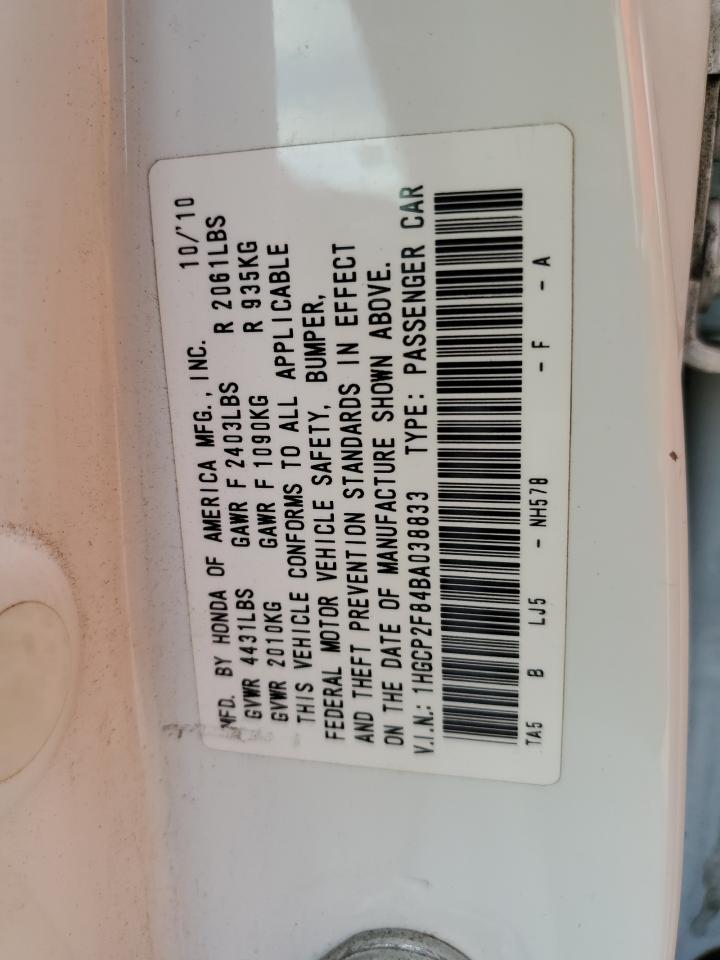 MFD. BY HONDA OF AMERICA MFG., INC. 10/'10
GVWR 4431LBS GAWR F 2403LBS R 2061LBS
GVWR 2010KG GAWR F 1090KG R 935KG
THIS VEHICLE CONFORMS TO ALL APPLICABLE
FEDERAL MOTOR VEHICLE SAFETY, BUMPER,
AND THEFT PREVENTION STANDARDS IN EFFECT
ON THE DATE OF MANUFACTURE SHOWN ABOVE.
V.I.N.: 1HGCP2F84BA038833 TYPE: PASSENGER CAR
TA5 B LJ5 - NH578 - F - A